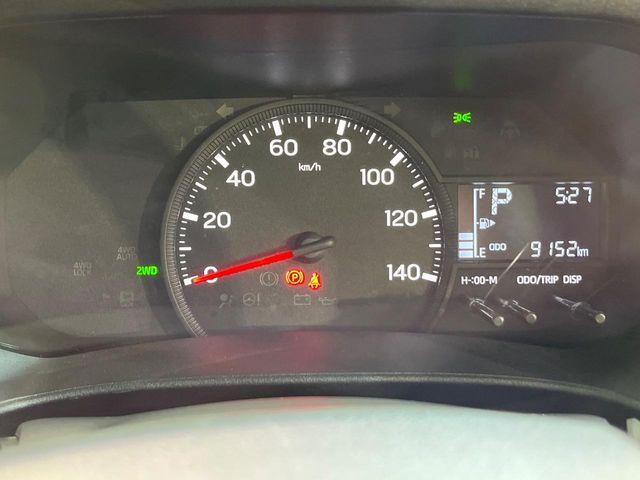 60 80
km/h
40 100
20 120
0 140
4WD AUTO
4WD LOCK
2WD
P
F P 5:27
E ODO 9152km
H-:00-M ODO/TRIP DISP